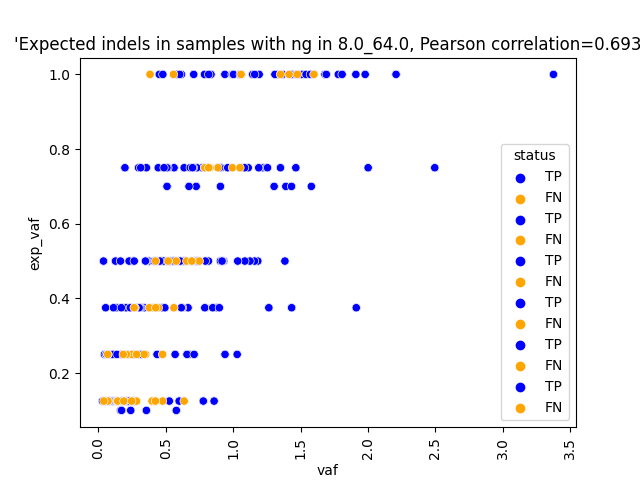 'Expected indels in samples with ng in 8.0_64.0, Pearson correlation=0.693
1.0
0.8
0.6
0.4
0.2
exp_vaf
status
TP
FN
TP
FN
TP
FN
TP
FN
TP
FN
TP
FN
0.0
0.5
1.0
1.5
2.0
2.5
3.0
3.5
vaf